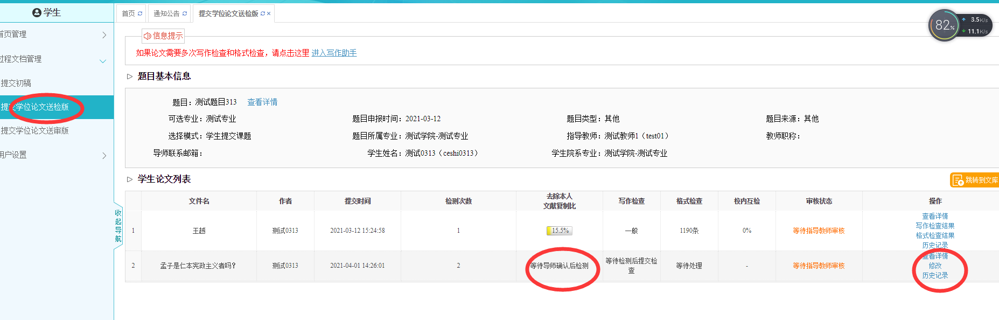 学生
首页
通知公告
提交学位论文送检版
82%
3.5K/s
11.1K/s
首页管理
过程文档管理
提交初稿
提交学位论文送检版
提交学位论文送审版
用户设置
收起导航
信息提示
如果论文需要多次写作检查和格式检查，请点击这里 进入写作助手
题目基本信息
题目：测试题目313 查看详情
可选专业：测试专业 题目申报时间：2021-03-12 题目类型：其他 题目来源：其他
选择模式：学生提交课题 题目所属专业：测试学院-测试专业 指导教师：测试教师1（test01） 教师职称：
导师联系邮箱： 学生姓名：测试0313（ceshi0313） 学生院系专业：测试学院-测试专业
学生论文列表
跳转到文库
文件名 作者 提交时间 检测次数 去除本人 写作检查 格式检查 校内互检 审核状态 操作
文献复制比
1 王越 测试0313 2021-03-12 15:24:58 1 15.5% 一般 1190条 0% 等待指导教师审核
查看详情
写作检查结果
格式检查结果
历史记录
2 孟子是仁本宪政主义者吗？ 测试0313 2021-04-01 14:26:01 2 等待导师确认后检测 等待检测后提交检 等待处理 - 等待指导教师审核
查
查看详情
修改
历史记录